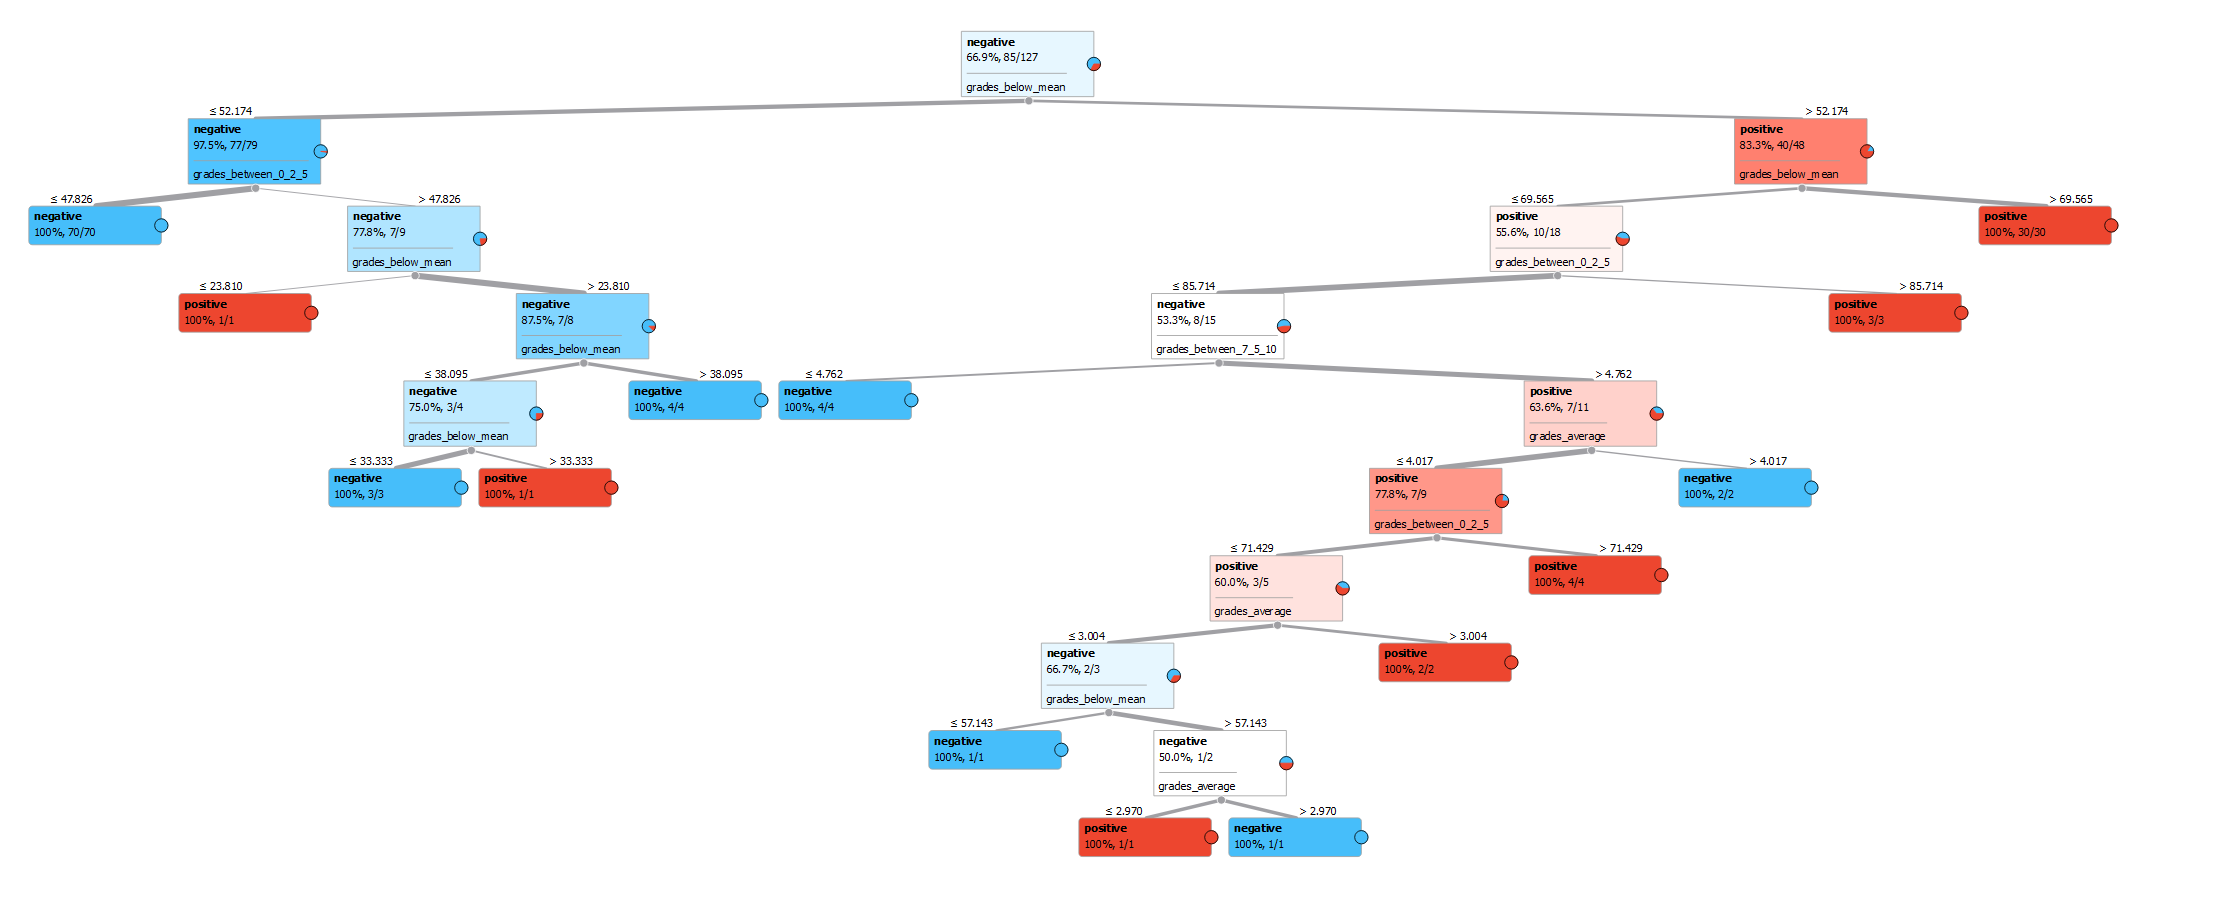 negative
66.9%, 85/127
grades_below_mean
≤ 52.174
> 52.174
negative
97.5%, 77/79
grades_between_0_2_5
positive
83.3%, 40/48
grades_below_mean
≤ 47.826
> 47.826
≤ 69.565
> 69.565
negative
100%, 70/70
negative
77.8%, 7/9
grades_below_mean
positive
55.6%, 10/18
grades_between_0_2_5
positive
100%, 30/30
≤ 23.810
> 23.810
≤ 85.714
> 85.714
positive
100%, 1/1
negative
87.5%, 7/8
grades_below_mean
negative
53.3%, 8/15
grades_between_7_5_10
positive
100%, 3/3
≤ 38.095
> 38.095
≤ 4.762
> 4.762
negative
75.0%, 3/4
grades_below_mean
negative
100%, 4/4
negative
100%, 4/4
positive
63.6%, 7/11
grades_average
≤ 33.333
> 33.333
≤ 4.017
> 4.017
negative
100%, 3/3
positive
100%, 1/1
positive
77.8%, 7/9
grades_between_0_2_5
negative
100%, 2/2
≤ 71.429
> 71.429
positive
60.0%, 3/5
grades_average
positive
100%, 4/4
≤ 3.004
> 3.004
negative
66.7%, 2/3
grades_below_mean
positive
100%, 2/2
≤ 57.143
> 57.143
negative
100%, 1/1
negative
50.0%, 1/2
grades_average
≤ 2.970
> 2.970
positive
100%, 1/1
negative
100%, 1/1